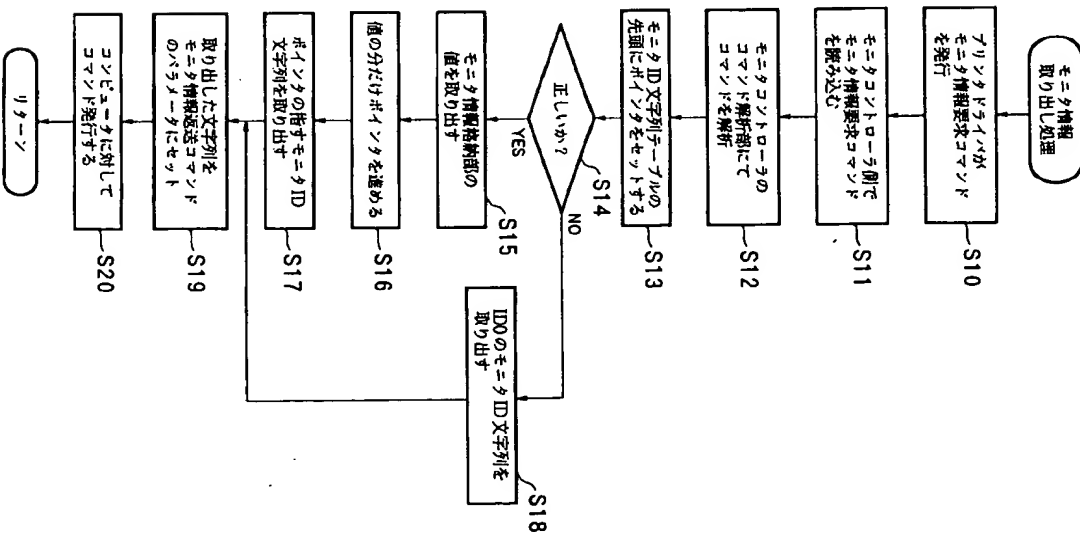 モニタ情報
取り出し処理
プリンタドライバが
モニタ情報要求コマンド
を発行
S10
モニタコントローラ側で
モニタ情報要求コマンド
を読み込む
S11
モニタコントローラの
コマンド解析部にて
コマンドを解析
S12
モニタID文字列テーブルの
先頭にポインタをセットする
S13
正しいか?
S14
YES
NO
モニタ情報格納部の
値を取り出す
S15
値の分だけポインタを進める
S16
ポインタの指すモニタID
文字列を取り出す
S17
ID0のモニタID文字列を
取り出す
S18
取り出した文字列を
モニタ情報返送コマンド
のパラメータにセット
S19
コンピュータに対して
コマンド発行する
S20
リターン